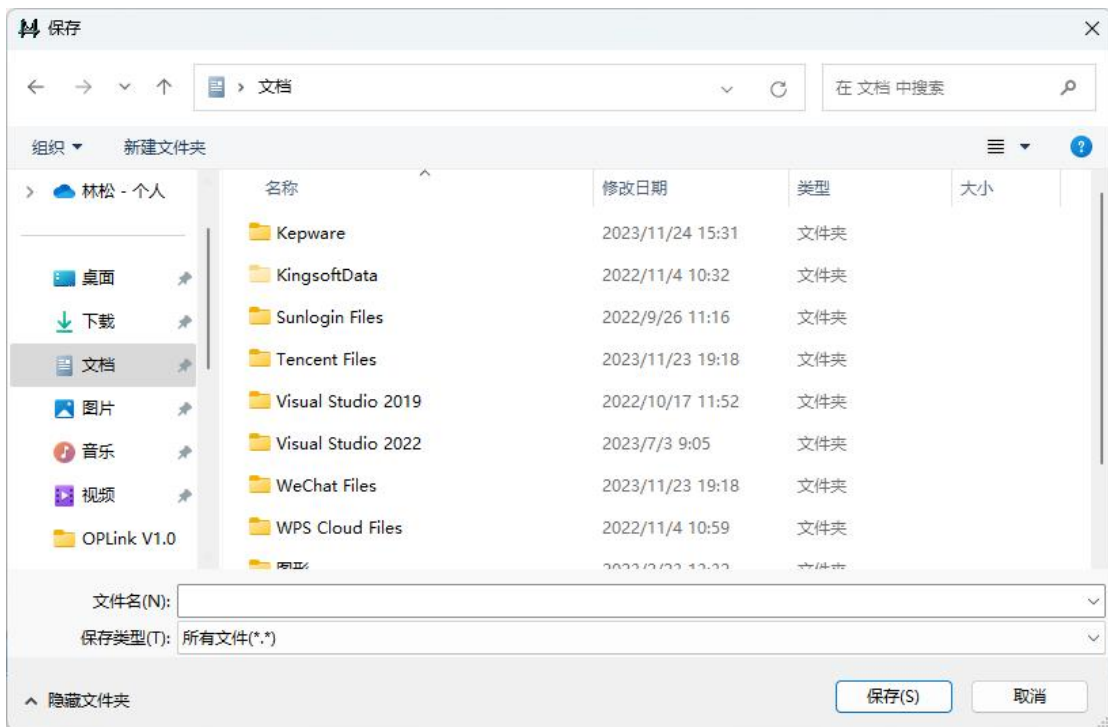 保存
文档
在 文档 中搜索
组织
新建文件夹
林松 - 个人
桌面
下载
文档
图片
音乐
视频
OPLink V1.0
名称 修改日期 类型 大小
Kepware 2023/11/24 15:31 文件夹
KingsoftData 2022/11/4 10:32 文件夹
Sunlogin Files 2022/9/26 11:16 文件夹
Tencent Files 2023/11/23 19:18 文件夹
Visual Studio 2019 2022/10/17 11:52 文件夹
Visual Studio 2022 2023/7/3 9:05 文件夹
WeChat Files 2023/11/23 19:18 文件夹
WPS Cloud Files 2022/11/4 10:59 文件夹
文件名(N):
保存类型(T): 所有文件(*.*)
隐藏文件夹
保存(S)
取消